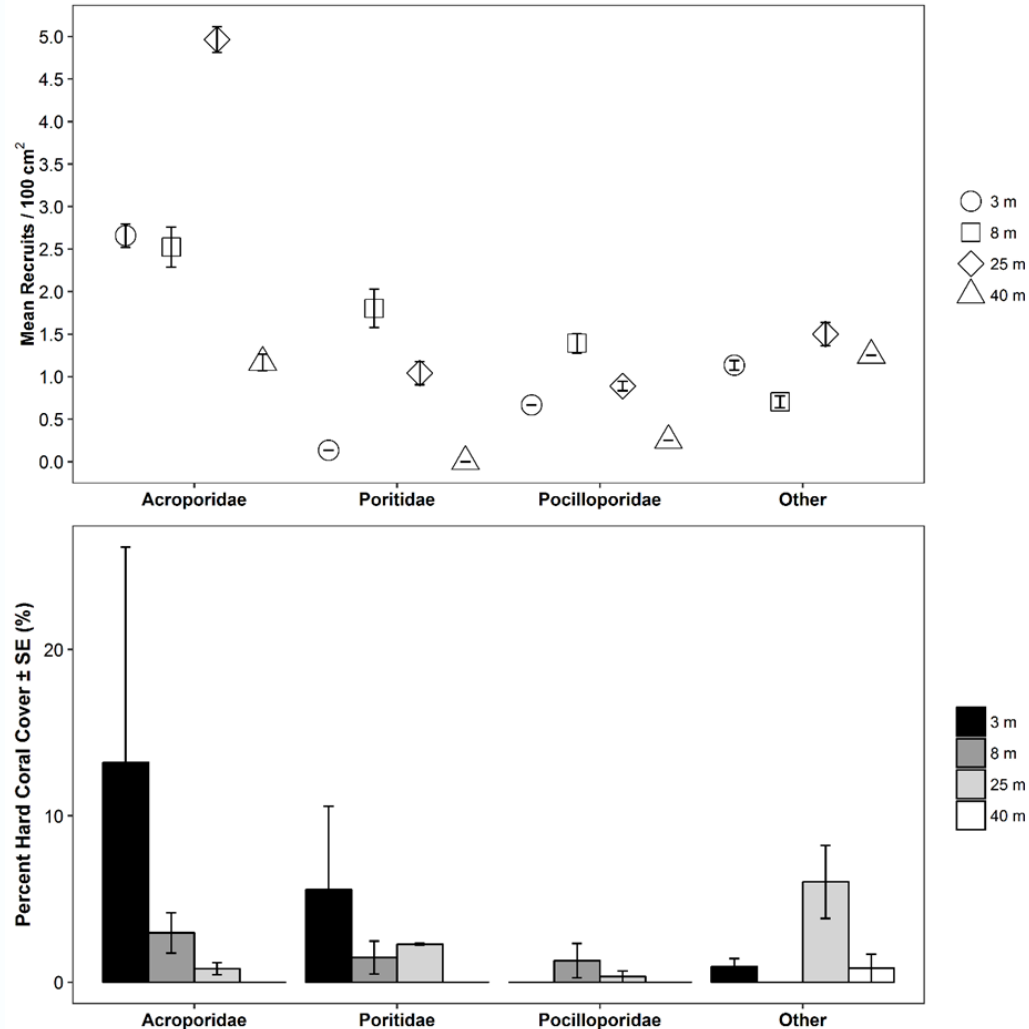 Mean Recruits / 100 cm²
5.0
4.5
4.0
3.5
3.0
2.5
2.0
1.5
1.0
0.5
0.0
Acroporidae Poritidae Pocilloporidae Other
3 m
8 m
25 m
40 m
Percent Hard Coral Cover ± SE (%)
20
10
0
Acroporidae Poritidae Pocilloporidae Other
3 m
8 m
25 m
40 m